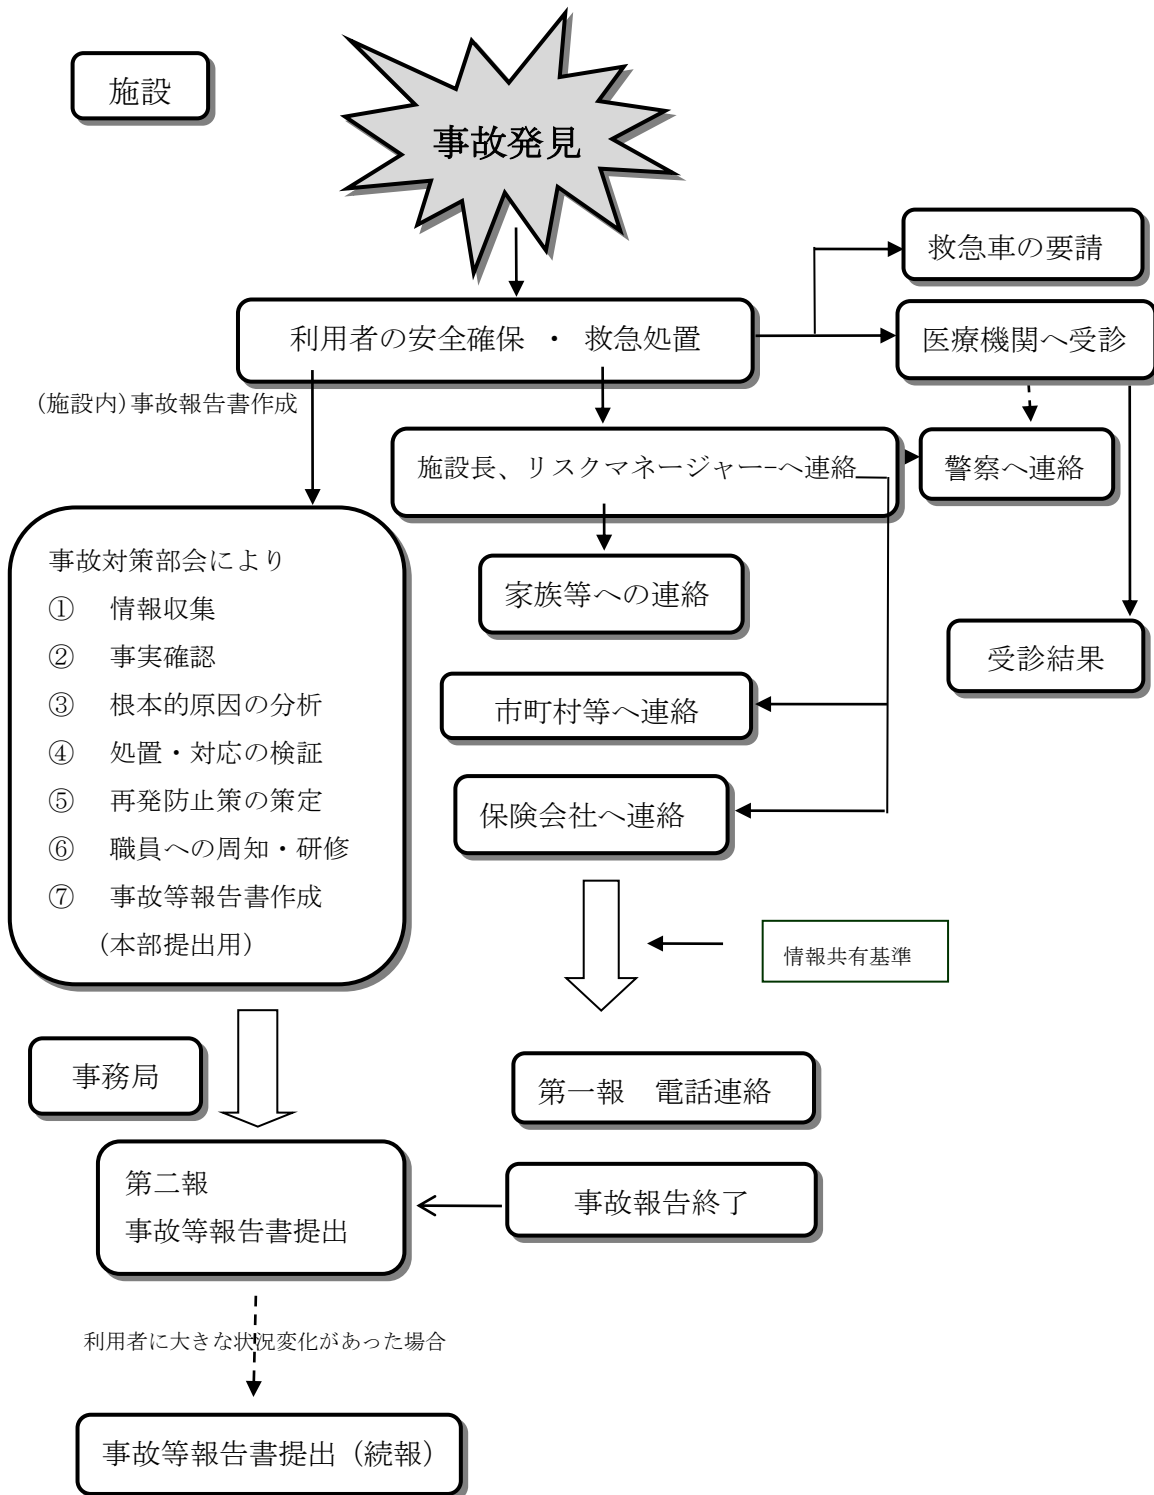 施設
事故発見
救急車の要請
利用者の安全確保 ・ 救急処置
医療機関へ受診
(施設内)事故報告書作成
施設長、リスクマネージャー-へ連絡
警察へ連絡
事故対策部会により
① 情報収集
② 事実確認
③ 根本的原因の分析
④ 処置・対応の検証
⑤ 再発防止策の策定
⑥ 職員への周知・研修
⑦ 事故等報告書作成
(本部提出用)
家族等への連絡
受診結果
市町村等へ連絡
保険会社へ連絡
情報共有基準
事務局
第一報 電話連絡
第二報
事故等報告書提出
事故報告終了
利用者に大きな状況変化があった場合
事故等報告書提出（続報）